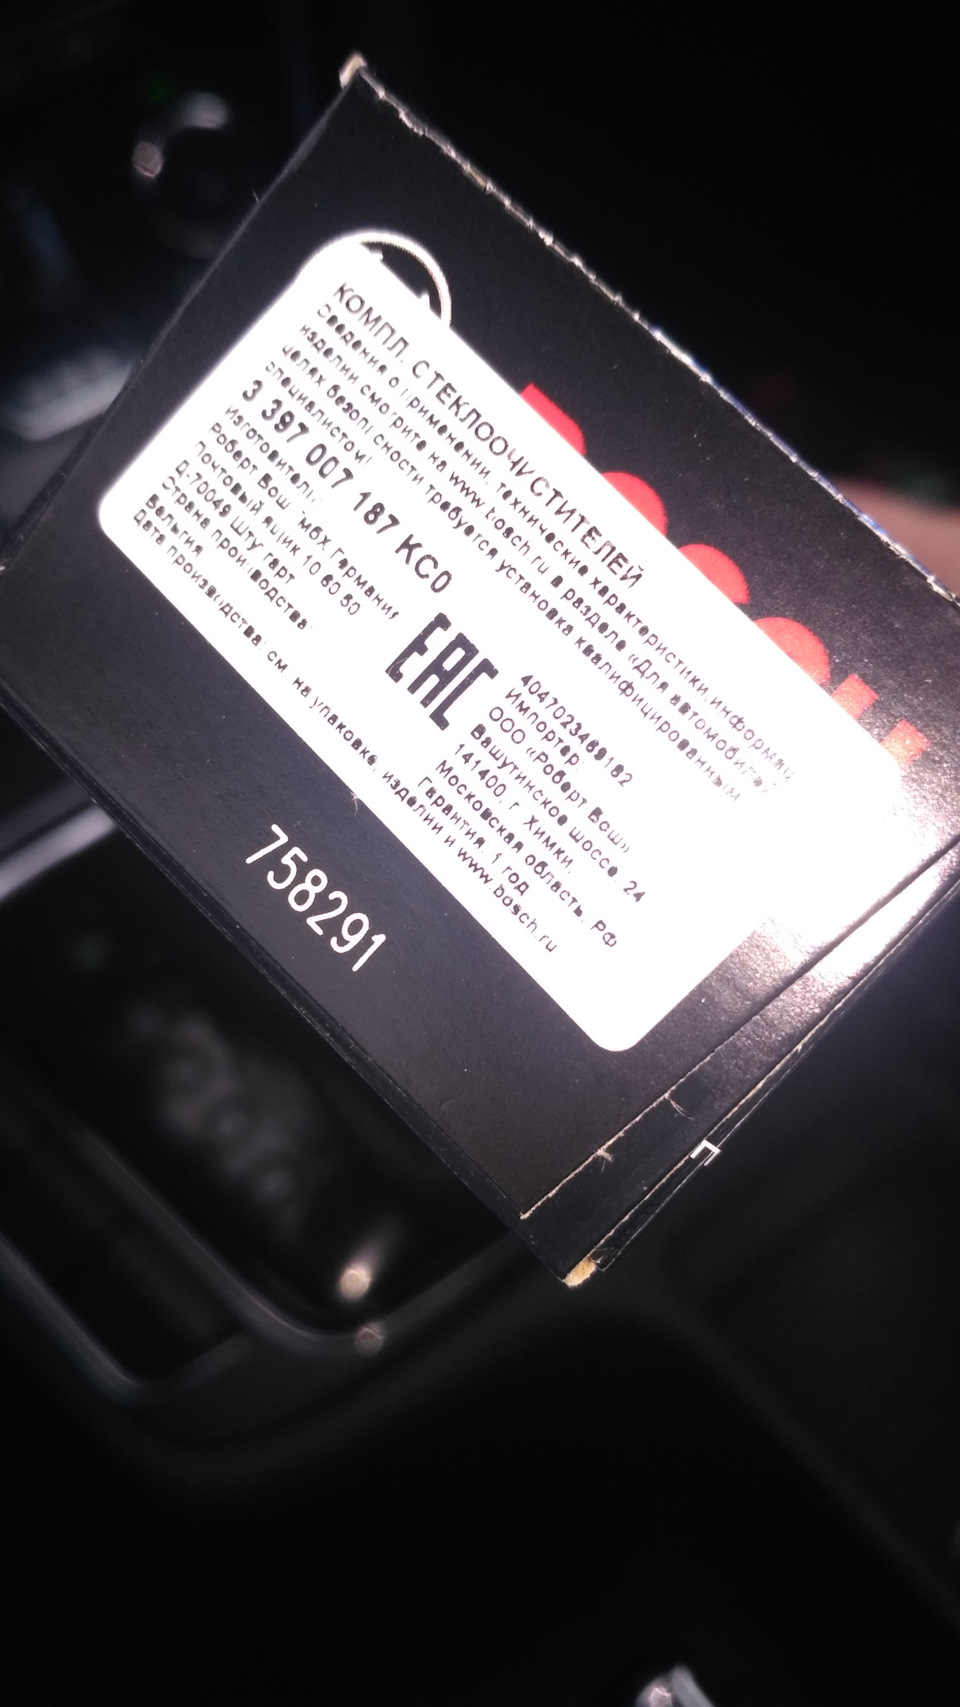 КОМПЛ. СТЕКЛООЧИСТИТЕЛЕЙ
Сведения о применении, технические характеристики, информац
изделии смотрите на www.bosch.ru в разделе «Для автомобиля»
целях безопасности требуется установка квалифицированным
специалистом!
3 397 007 187 KC0
Изготовитель:
Роберт Бош Гмбх Германия
Почтовый ящик 10 60 50
Д-70049 Штутгарт
Страна производства:
Бельгия
Дата производства: см. на упаковке, изделии и www.bosch.ru
EAC
4047023469182
Импортер:
ООО «Роберт Бош»
Вашутинское шоссе, 24
141400, г. Химки,
Московская область, РФ
Гарантия: 1 год
758291